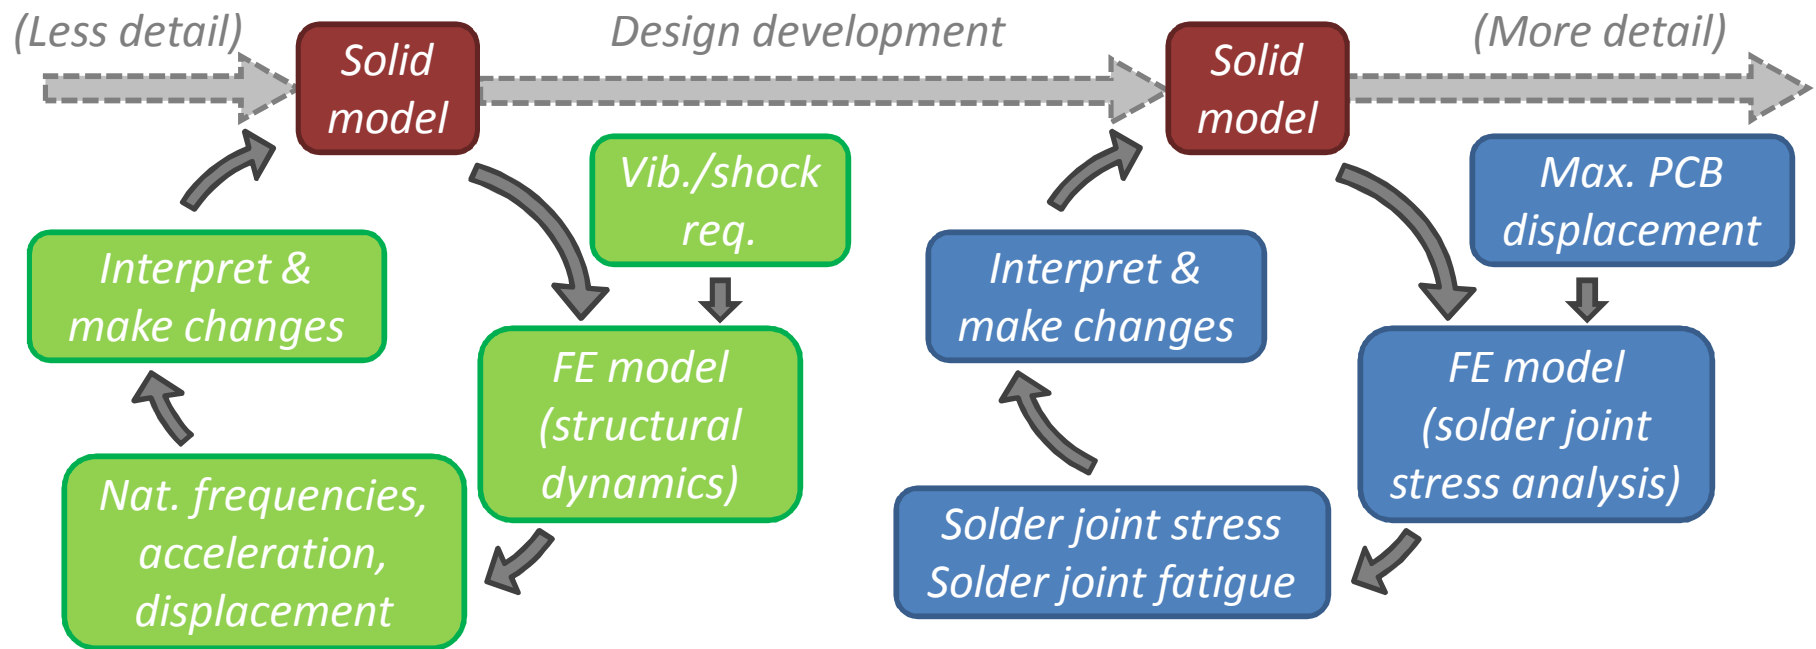 (Less detail)
Design development
(More detail)
Solid
model
Vib./shock
req.
Interpret &
make changes
FE model
(structural
dynamics)
Nat. frequencies,
acceleration,
displacement
Solid
model
Max. PCB
displacement
Interpret &
make changes
FE model
(solder joint
stress analysis)
Solder joint stress
Solder joint fatigue